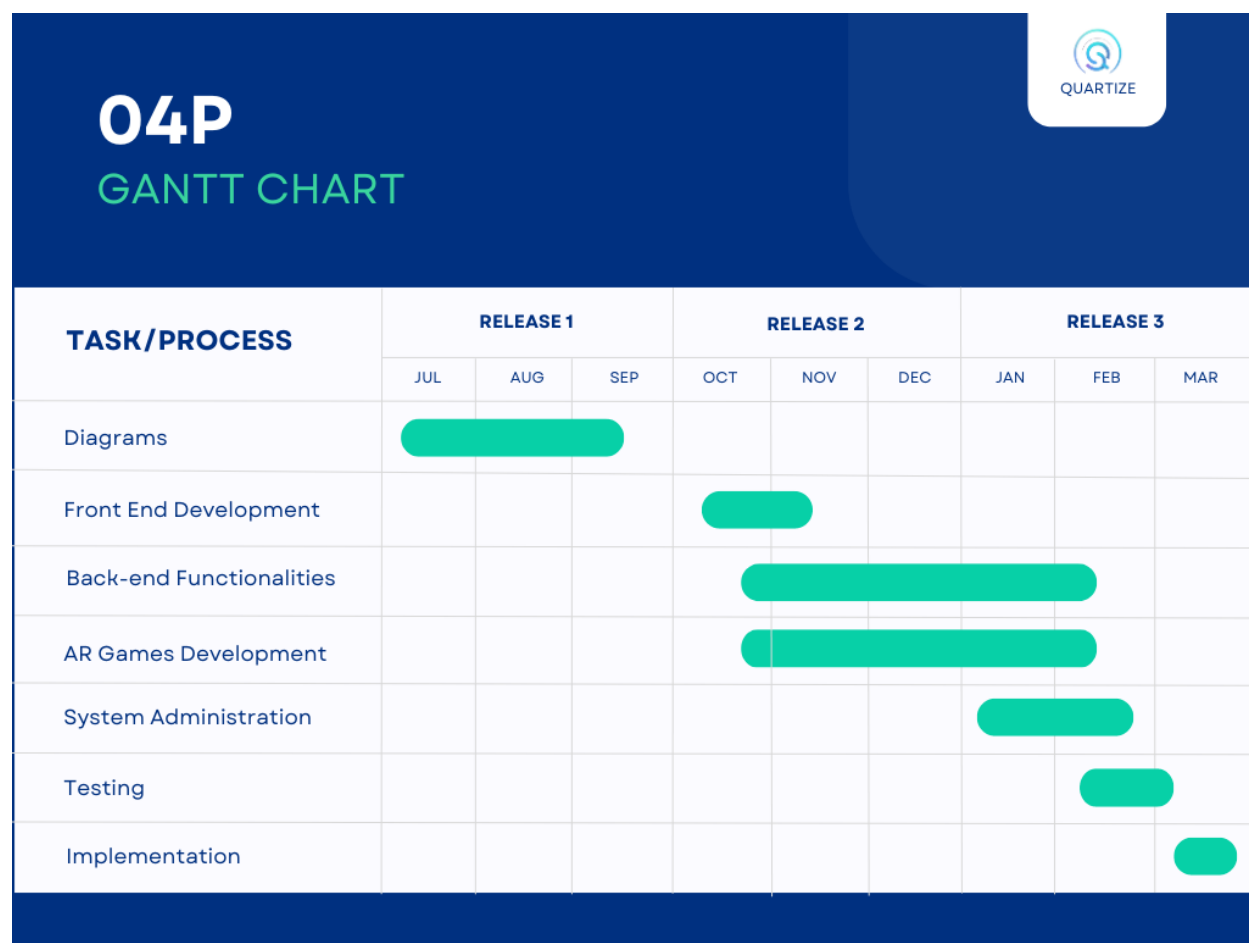 QUARTIZE
04P
GANTT CHART
TASK/PROCESS
RELEASE 1
RELEASE 2
RELEASE 3
JUL AUG SEP OCT NOV DEC JAN FEB MAR
Diagrams
Front End Development
Back-end Functionalities
AR Games Development
System Administration
Testing
Implementation